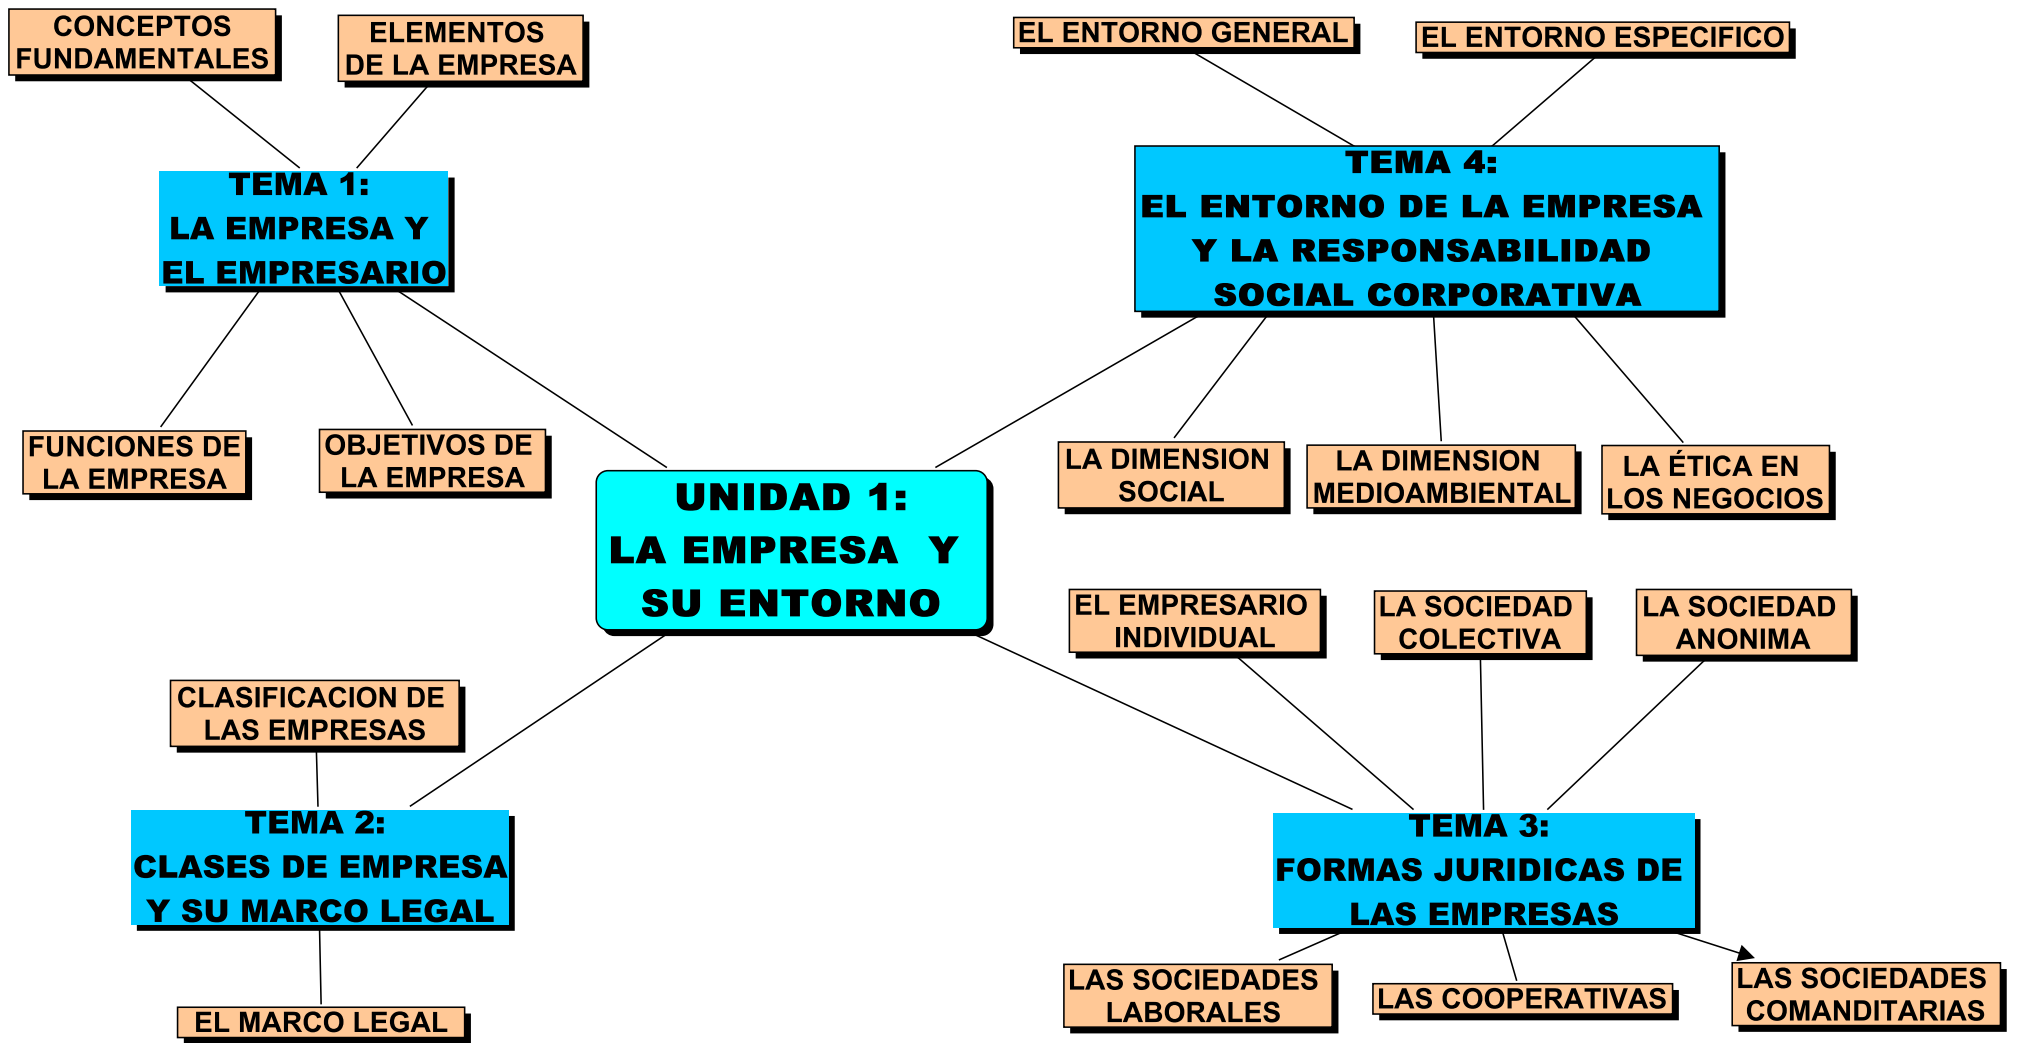 CONCEPTOS
FUNDAMENTALES
ELEMENTOS
DE LA EMPRESA
TEMA 1:
LA EMPRESA Y
EL EMPRESARIO
FUNCIONES DE
LA EMPRESA
OBJETIVOS DE
LA EMPRESA
EL ENTORNO GENERAL
EL ENTORNO ESPECIFICO
TEMA 4:
EL ENTORNO DE LA EMPRESA
Y LA RESPONSABILIDAD
SOCIAL CORPORATIVA
LA DIMENSION
SOCIAL
LA DIMENSION
MEDIOAMBIENTAL
LA ÉTICA EN
LOS NEGOCIOS
UNIDAD 1:
LA EMPRESA Y
SU ENTORNO
CLASIFICACION DE
LAS EMPRESAS
TEMA 2:
CLASES DE EMPRESA
Y SU MARCO LEGAL
EL MARCO LEGAL
EL EMPRESARIO
INDIVIDUAL
LA SOCIEDAD
COLECTIVA
LA SOCIEDAD
ANONIMA
TEMA 3:
FORMAS JURIDICAS DE
LAS EMPRESAS
LAS SOCIEDADES
LABORALES
LAS COOPERATIVAS
LAS SOCIEDADES
COMANDITARIAS